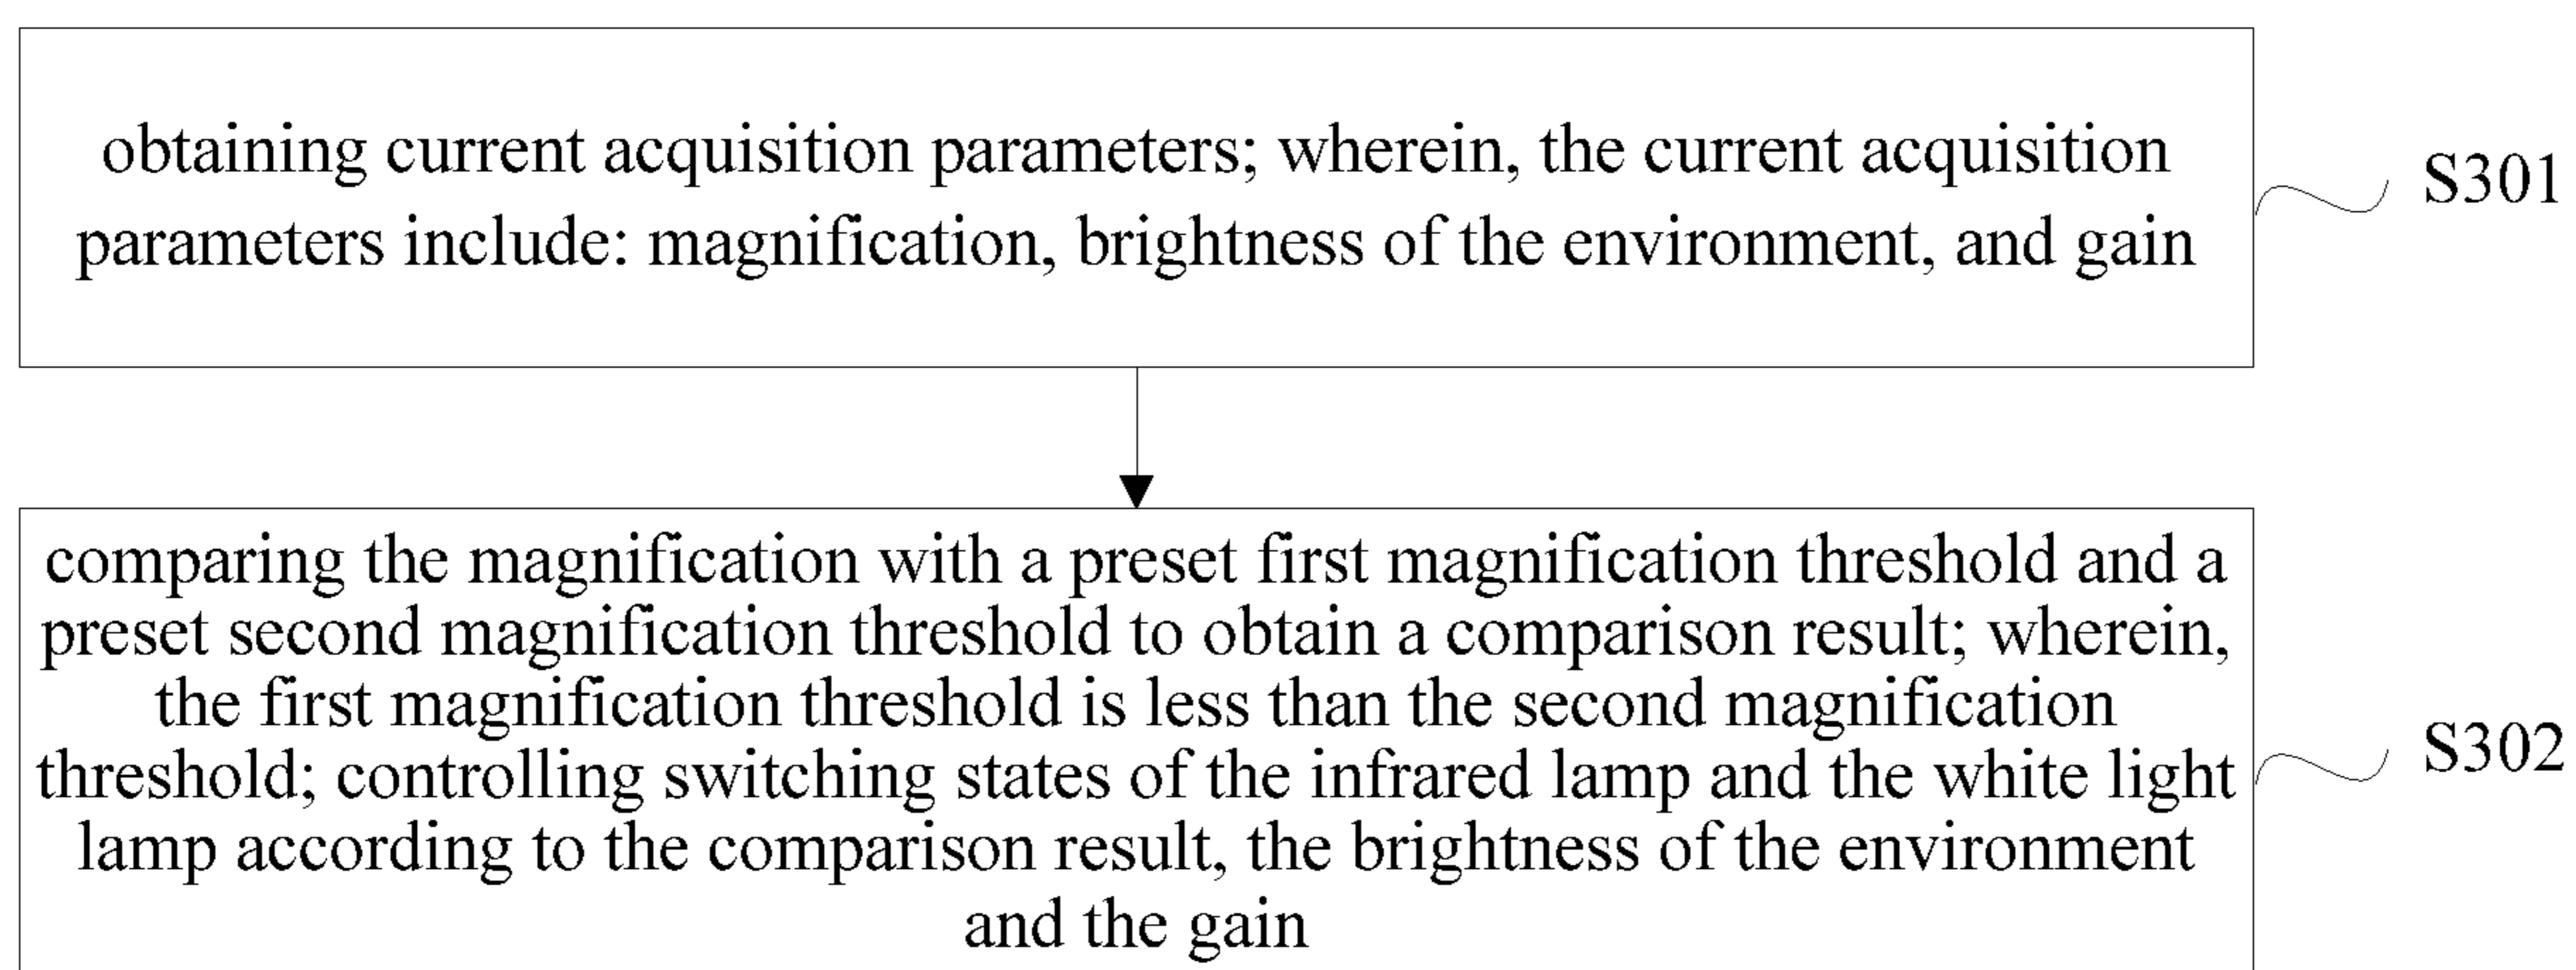 obtaining current acquisition parameters; wherein, the current acquisition
parameters include: magnification, brightness of the environment, and gain
S301
comparing the magnification with a preset first magnification threshold and a
preset second magnification threshold to obtain a comparison result; wherein,
the first magnification threshold is less than the second magnification
threshold; controlling switching states of the infrared lamp and the white light
lamp according to the comparison result, the brightness of the environment
and the gain
S302